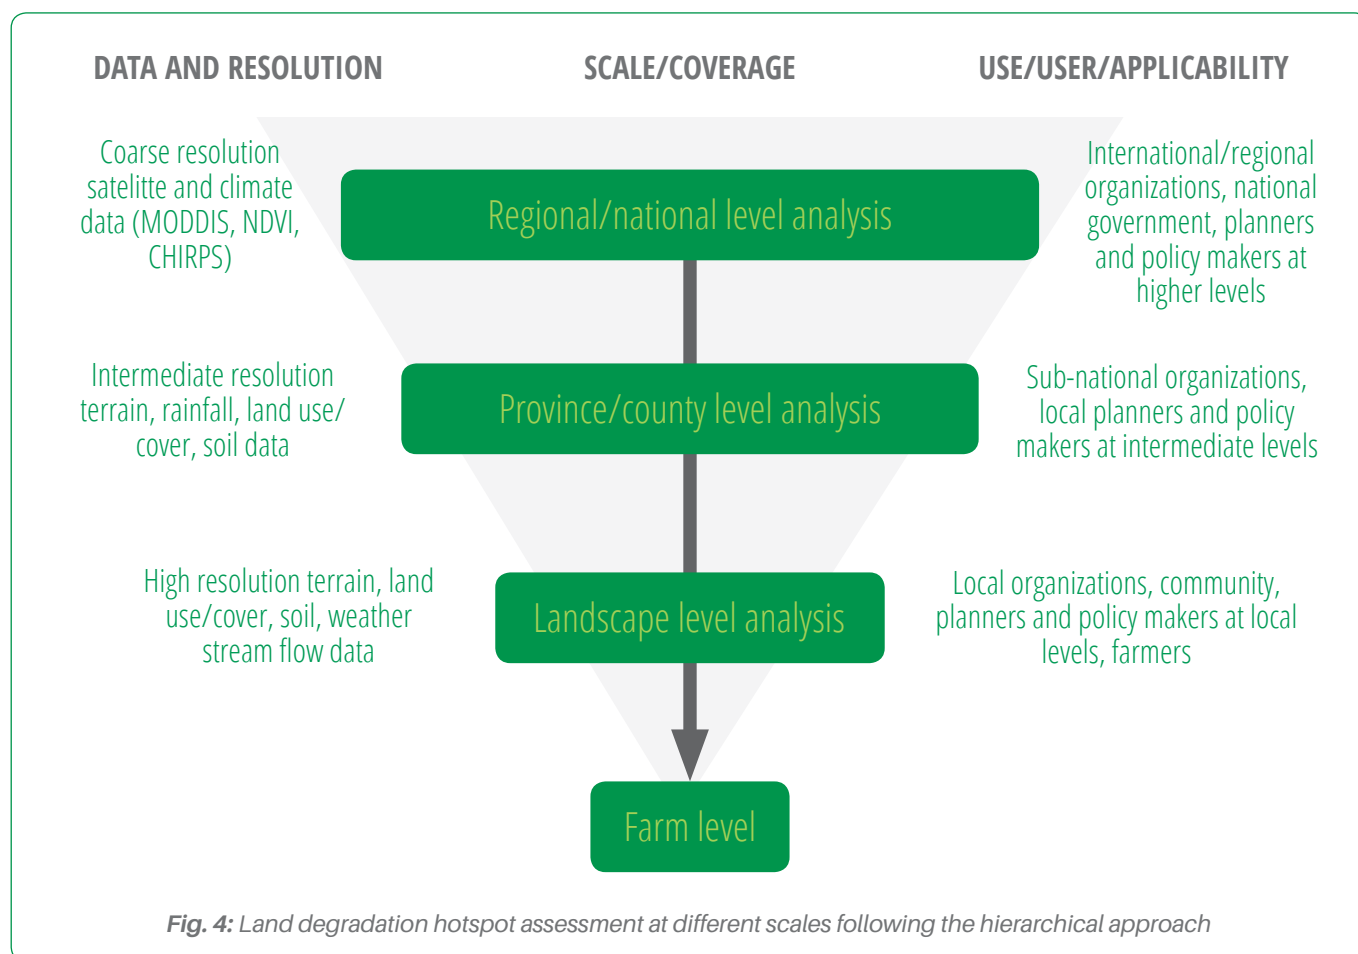 DATA AND RESOLUTION
SCALE/COVERAGE
USE/USER/APPLICABILITY
Coarse resolution
satelitte and climate
data (MODDIS, NDVI,
CHIRPS)
Regional/national level analysis
International/regional
organizations, national
government, planners
and policy makers at
higher levels
Intermediate resolution
terrain, rainfall, land use/
cover, soil data
Province/county level analysis
Sub-national organizations,
local planners and policy
makers at intermediate levels
High resolution terrain, land
use/cover, soil, weather
stream flow data
Landscape level analysis
Local organizations, community,
planners and policy makers at local
levels, farmers
Farm level
Fig. 4: Land degradation hotspot assessment at different scales following the hierarchical approach